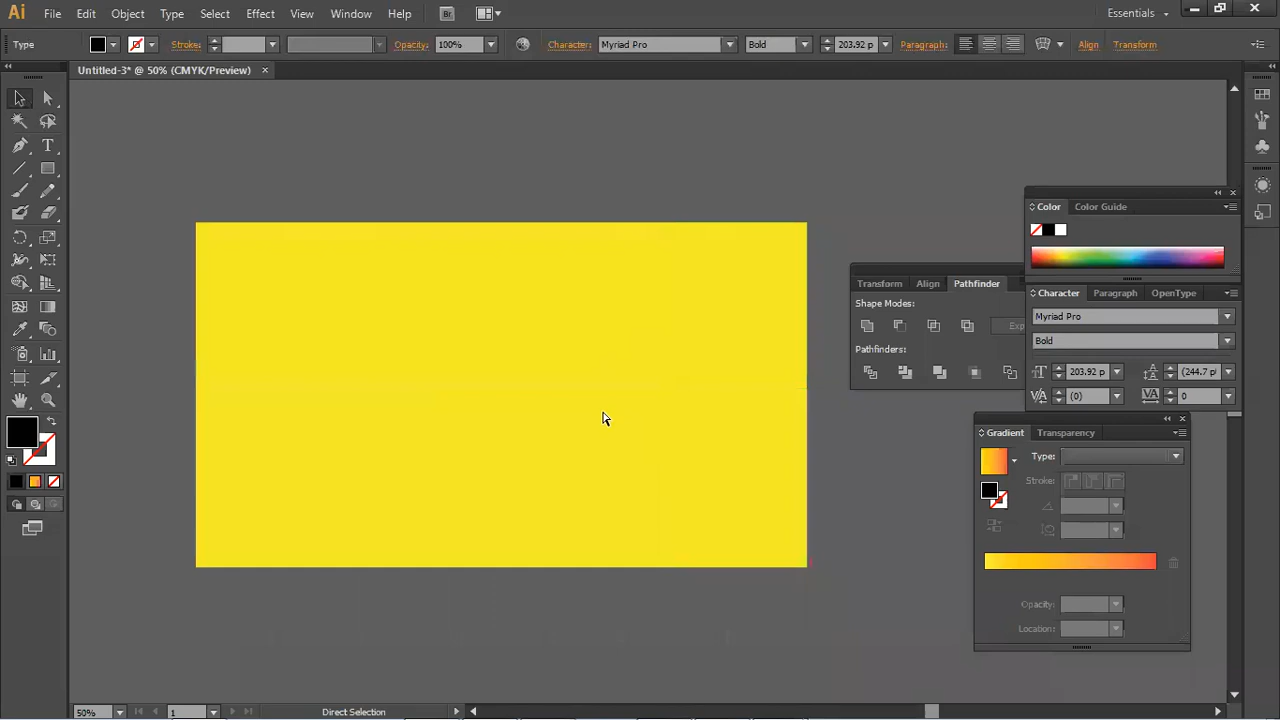 Ai File Edit Object Type Select Effect View Window Help Br Essentials
Type Stroke: Opacity: 100% Character: Myriad Pro Bold 203.92 p Paragraph: Align Transform
Untitled-3* @ 50% (CMYK/Preview) ×
Color Color Guide
Transform Align Pathfinder
Shape Modes:
Exp
Pathfinders:
Character Paragraph OpenType
Myriad Pro
Bold
203.92 p (244.7 pt
(0) 0
Gradient Transparency
Type:
Stroke:
Opacity:
Location:
50% 1 Direct Selection